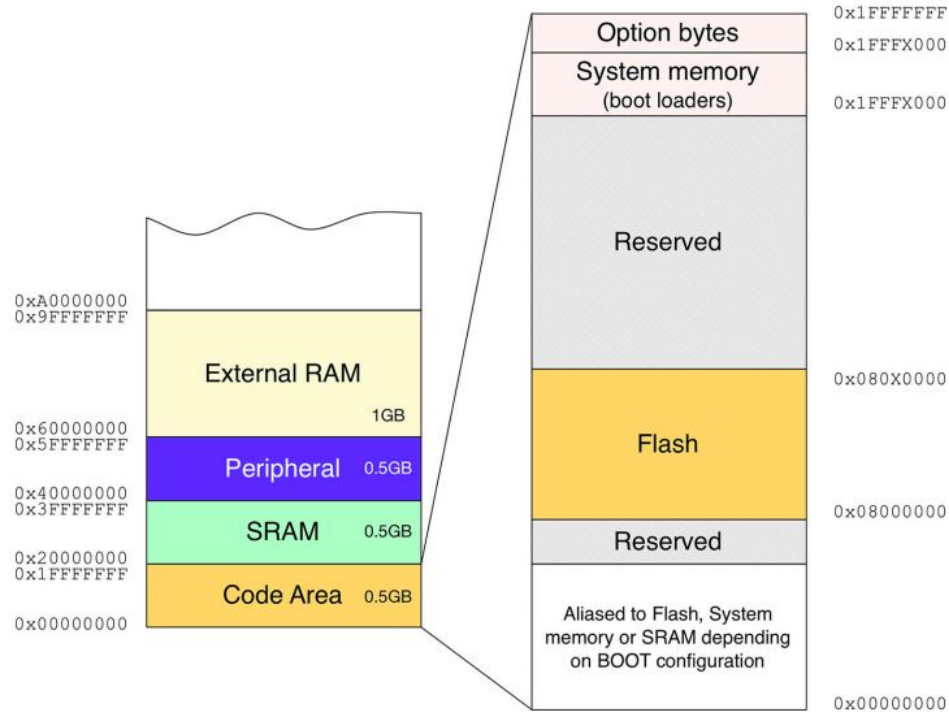 0xA0000000
0x9FFFFFFF
External RAM
1GB
0x60000000
0x5FFFFFFF
Peripheral 0.5GB
0x40000000
0x3FFFFFFF
SRAM 0.5GB
0x20000000
0x1FFFFFFF
Code Area 0.5GB
0x00000000
0x1FFFFFFF
Option bytes
0x1FFFX000
System memory
(boot loaders)
0x1FFFX000
Reserved
0x080X0000
Flash
0x08000000
Reserved
Aliased to Flash, System
memory or SRAM depending
on BOOT configuration
0x00000000